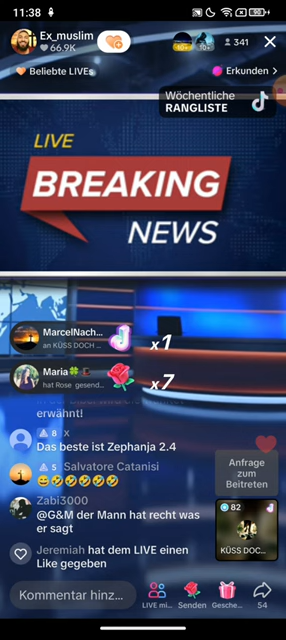 11:38
90
Ex_muslim
66.9K
10+
10+
341
Beliebte LIVEs
Erkunden >
Wöchentliche
RANGLISTE
LIVE
BREAKING
NEWS
MarcelNach...
an KÜSS DOCH ...
x1
Maria🍀
hat Rose gesend...
x7
erwähnt!
8 x
Das beste ist Zephanja 2.4
5 Salvatore Catanisi
😅🤣🤣🤣🤣🤣
Zabi3000
@G&M der Mann hat recht was
er sagt
Jeremiah hat dem LIVE einen
Like gegeben
Anfrage
zum
Beitreten
82
KÜSS DOC...
Kommentar hinz...
LIVE mi...
Senden
Gesche...
54